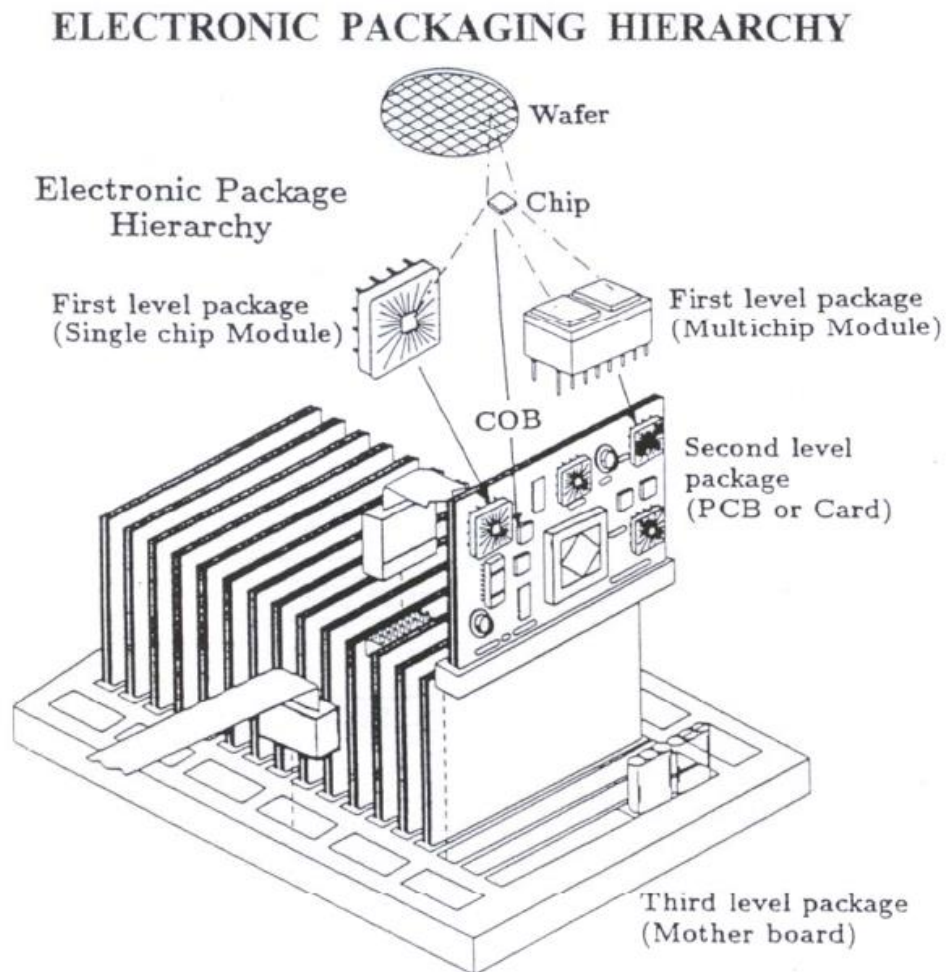 ELECTRONIC PACKAGING HIERARCHY
Wafer
Electronic Package
Hierarchy
Chip
First level package
(Single chip Module)
First level package
(Multichip Module)
COB
Second level
package
(PCB or Card)
Third level package
(Mother board)